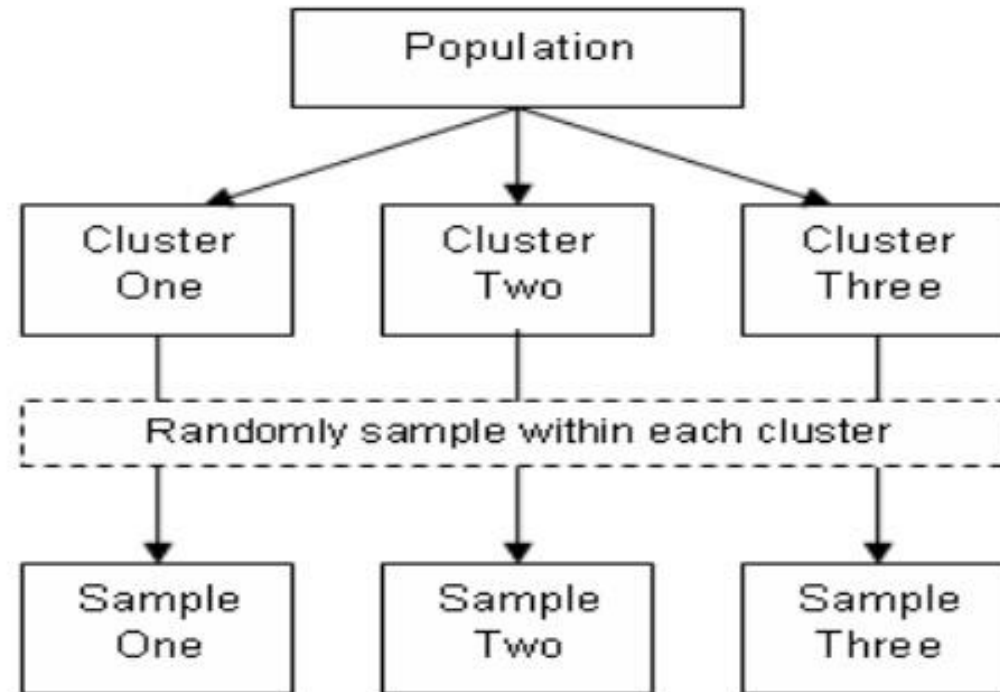 Population
Cluster
One
Cluster
Two
Cluster
Three
Randomly sample within each cluster
Sample
One
Sample
Two
Sample
Three